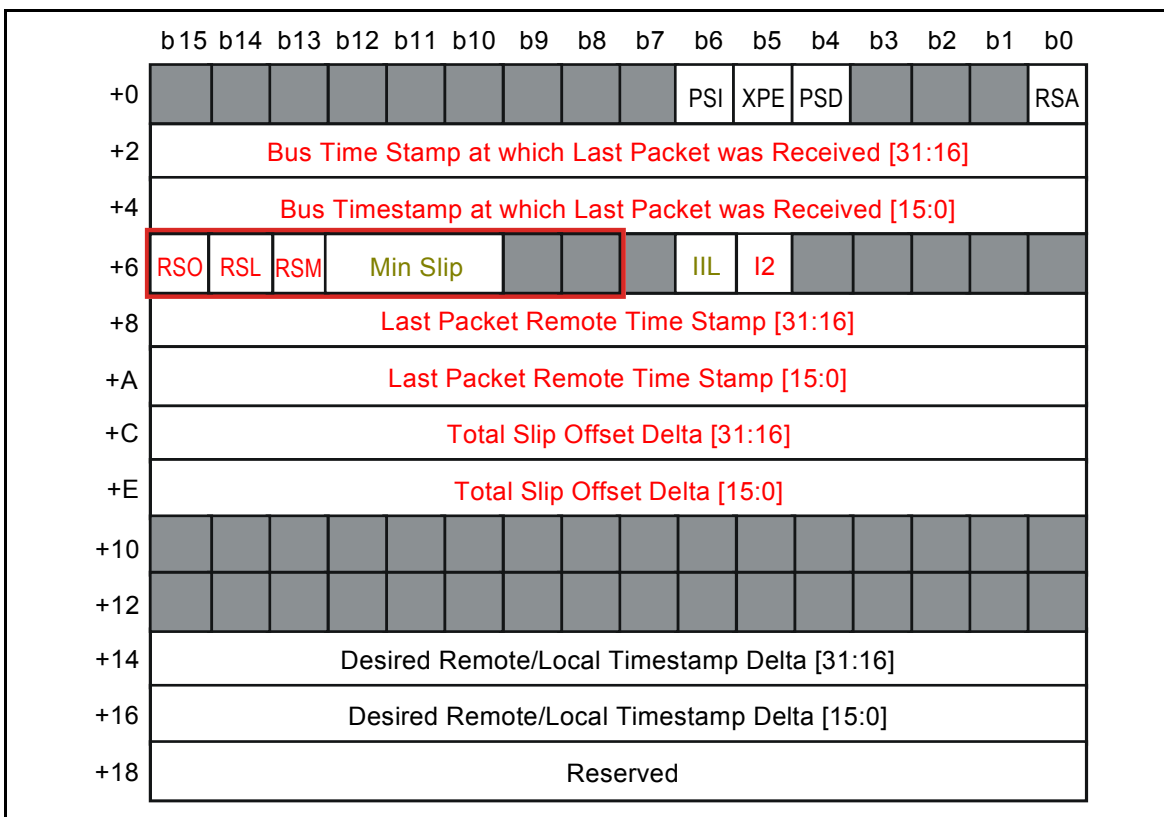 b15 b14 b13 b12 b11 b10 b9 b8 b7 b6 b5 b4 b3 b2 b1 b0
+0 PSI XPE PSD RSA
+2 Bus Time Stamp at which Last Packet was Received [31:16]
+4 Bus Timestamp at which Last Packet was Received [15:0]
+6 RSO RSL RSM Min Slip IIL I2
+8 Last Packet Remote Time Stamp [31:16]
+A Last Packet Remote Time Stamp [15:0]
+C Total Slip Offset Delta [31:16]
+E Total Slip Offset Delta [15:0]
+10
+12
+14 Desired Remote/Local Timestamp Delta [31:16]
+16 Desired Remote/Local Timestamp Delta [15:0]
+18 Reserved